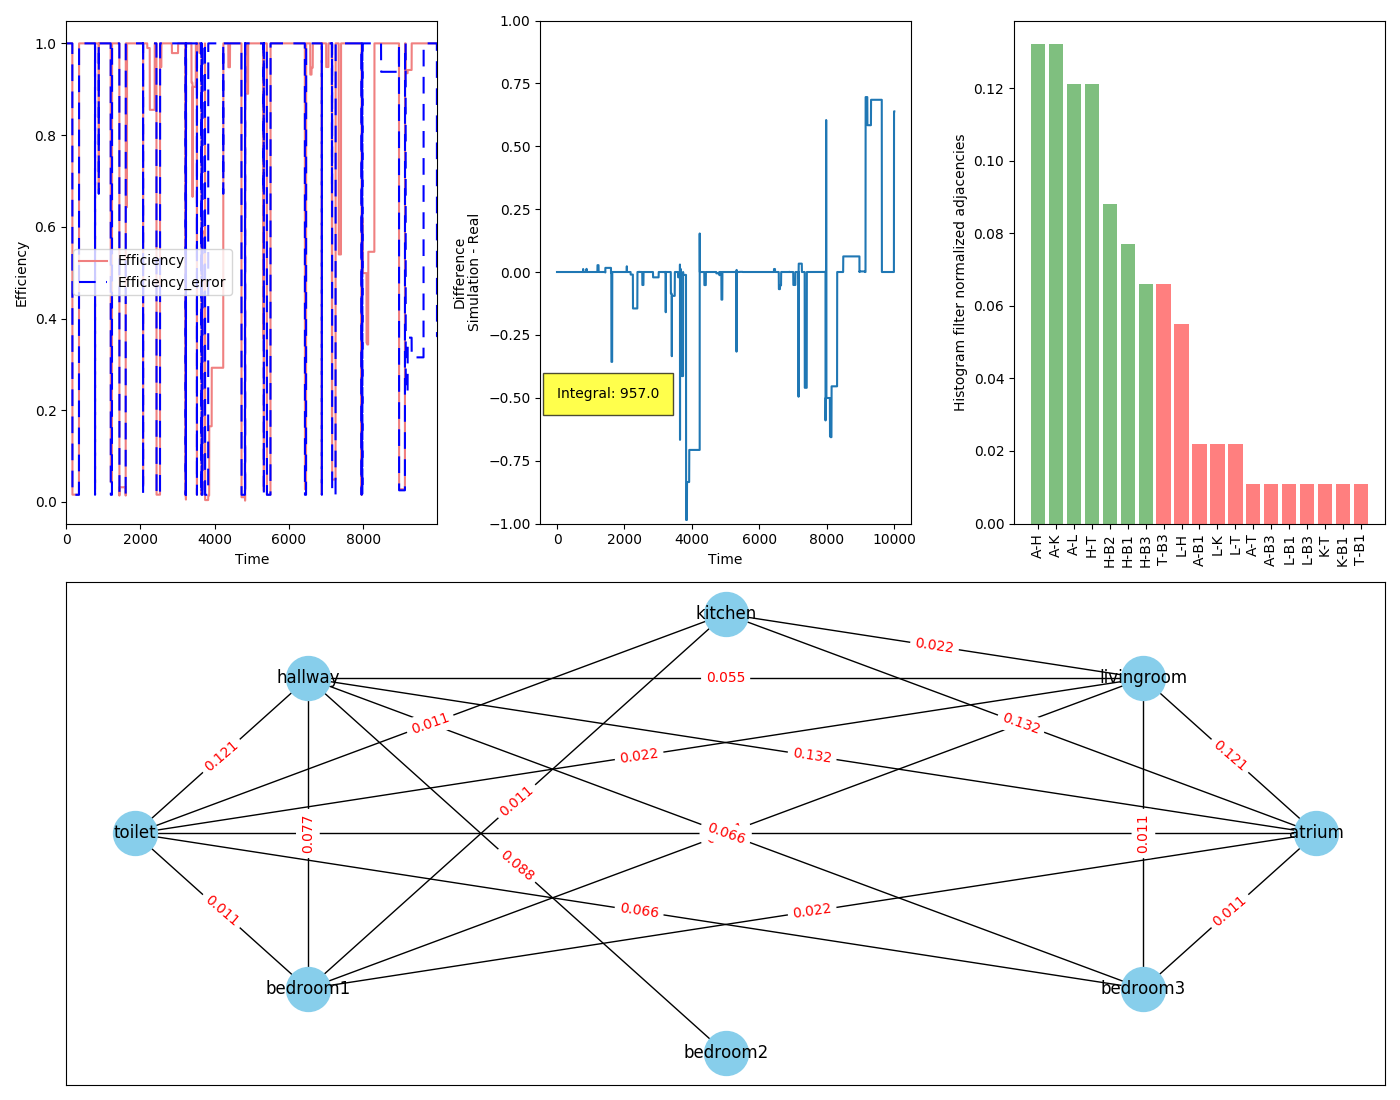 1.0
0.8
0.6
0.4
0.2
0.0
Efficiency
Efficiency
Efficiency_error
0
2000
4000
6000
8000
Time
1.00
0.75
0.50
0.25
0.00
−0.25
−0.50
−0.75
−1.00
Difference
Simulation - Real
Integral: 957.0
0
2000
4000
6000
8000
10000
Time
0.12
0.10
0.08
0.06
0.04
0.02
0.00
Histogram filter normalized adjacencies
A-H
A-K
A-L
H-T
H-B2
H-B1
H-B3
T-B3
L-H
A-B1
L-K
L-T
A-T
A-B3
L-B1
L-B3
K-T
K-B1
T-B1
kitchen
hallway
livingroom
toilet
atrium
bedroom1
bedroom3
bedroom2
0.022
0.055
0.011
0.132
0.121
0.022
0.132
0.121
0.011
0.077
0.066
0.011
0.088
0.011
0.066
0.022
0.011